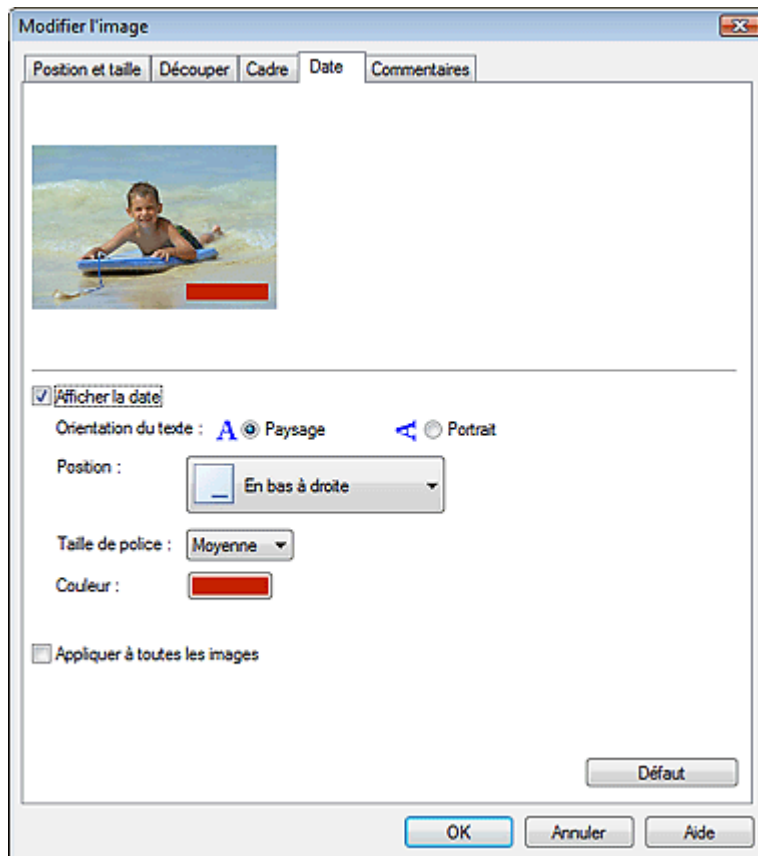 Modifier l'image
Position et taille Découper Cadre Date Commentaires
Afficher la date
Orientation du texte : A Paysage A Portrait
Position : En bas à droite
Taille de police : Moyenne
Couleur :
Appliquer à toutes les images
Défaut
OK Annuler Aide